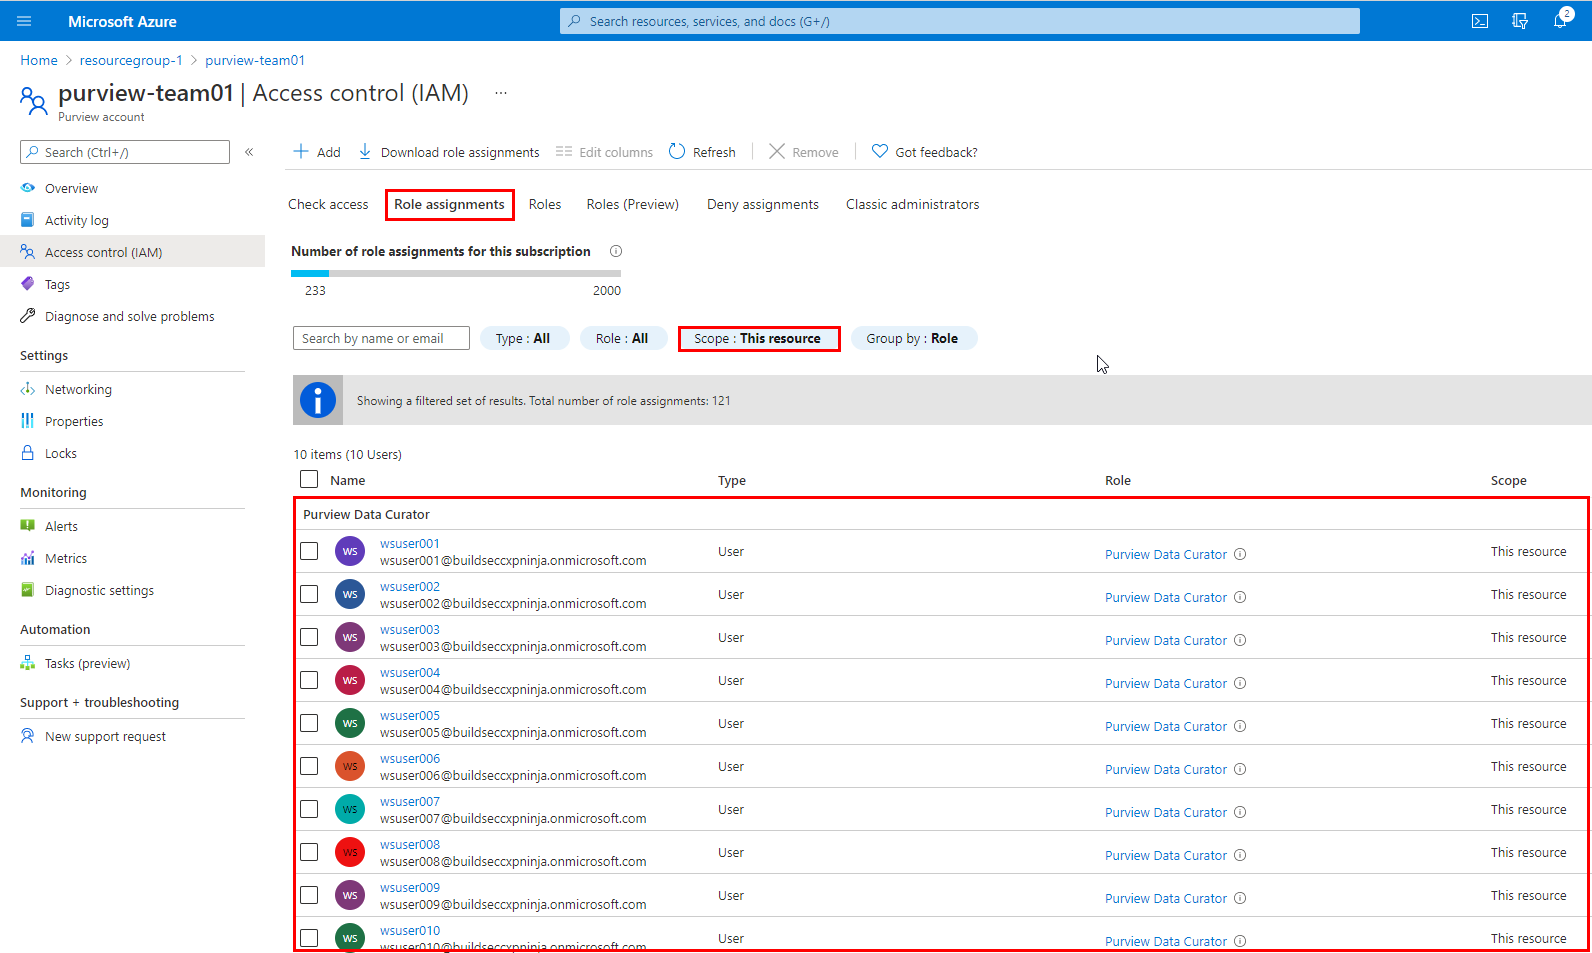 Microsoft Azure
Search resources, services, and docs (G+/)
2
Home > resourcegroup-1 > purview-team01
purview-team01 | Access control (IAM) ...
Purview account
Search (Ctrl+/) «
Overview
Activity log
Access control (IAM)
Tags
Diagnose and solve problems
Settings
Networking
Properties
Locks
Monitoring
Alerts
Metrics
Diagnostic settings
Automation
Tasks (preview)
Support + troubleshooting
New support request
Add Download role assignments Edit columns Refresh Remove Got feedback?
Check access Role assignments Roles Roles (Preview) Deny assignments Classic administrators
Number of role assignments for this subscription
233 2000
Search by name or email Type : All Role : All Scope : This resource Group by : Role
Showing a filtered set of results. Total number of role assignments: 121
10 items (10 Users)
Name Type Role Scope
Purview Data Curator
WS wsuser001 User Purview Data Curator This resource
wsuser001@buildseccxpninja.onmicrosoft.com
WS wsuser002 User Purview Data Curator This resource
wsuser002@buildseccxpninja.onmicrosoft.com
WS wsuser003 User Purview Data Curator This resource
wsuser003@buildseccxpninja.onmicrosoft.com
WS wsuser004 User Purview Data Curator This resource
wsuser004@buildseccxpninja.onmicrosoft.com
WS wsuser005 User Purview Data Curator This resource
wsuser005@buildseccxpninja.onmicrosoft.com
WS wsuser006 User Purview Data Curator This resource
wsuser006@buildseccxpninja.onmicrosoft.com
WS wsuser007 User Purview Data Curator This resource
wsuser007@buildseccxpninja.onmicrosoft.com
WS wsuser008 User Purview Data Curator This resource
wsuser008@buildseccxpninja.onmicrosoft.com
WS wsuser009 User Purview Data Curator This resource
wsuser009@buildseccxpninja.onmicrosoft.com
WS wsuser010 User Purview Data Curator This resource
wsuser010@buildseccxpninja.onmicrosoft.com